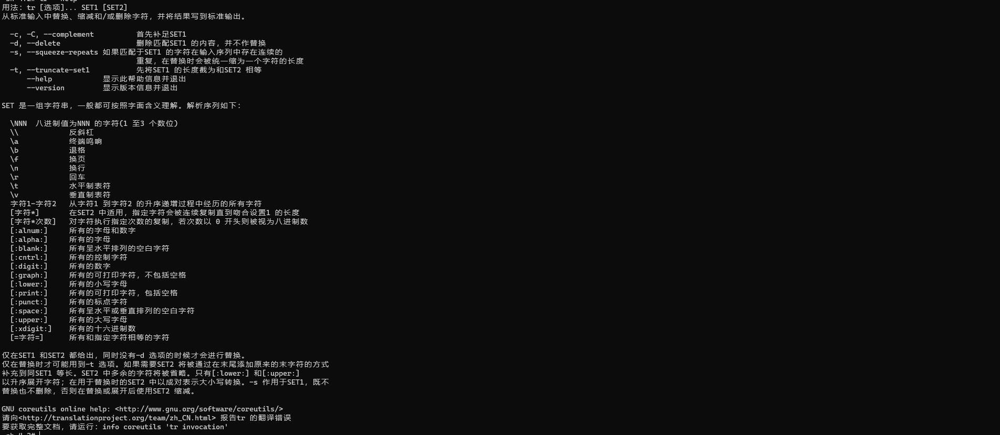 用法：tr [选项]... SET1 [SET2]
从标准输入中替换、缩减和/或删除字符，并将结果写到标准输出。
-c, -C, --complement 首先补足SET1
-d, --delete 删除匹配SET1 的内容，并不作替换
-s, --squeeze-repeats 如果匹配于SET1 的字符在输入序列中存在连续的
重复，在替换时会被统一缩为一个字符的长度
-t, --truncate-set1 先将SET1 的长度截为和SET2 相等
--help 显示此帮助信息并退出
--version 显示版本信息并退出
SET 是一组字符串，一般都可按照字面含义理解。解析序列如下：
\NNN 八进制值为NNN 的字符(1 至3 个数位)
\\ 反斜杠
\a 终端鸣响
\b 退格
\f 换页
\n 换行
\r 回车
\t 水平制表符
\v 垂直制表符
字符1-字符2 从字符1 到字符2 的升序递增过程中经历的所有字符
[字符*] 在SET2 中适用，指定字符会被连续复制直到吻合设置1 的长度
[字符*次数] 对字符执行指定次数的复制，若次数以 0 开头则被视为八进制数
[:alnum:] 所有的字母和数字
[:alpha:] 所有的字母
[:blank:] 所有呈水平排列的空白字符
[:cntrl:] 所有的控制字符
[:digit:] 所有的数字
[:graph:] 所有的可打印字符，不包括空格
[:lower:] 所有的小写字母
[:print:] 所有的可打印字符，包括空格
[:punct:] 所有的标点字符
[:space:] 所有呈水平或垂直排列的空白字符
[:upper:] 所有的大写字母
[:xdigit:] 所有的十六进制数
[=字符=] 所有和指定字符相等的字符
仅在SET1 和SET2 都给出，同时没有-d 选项的时候才会进行替换。
仅在替换时才可能用到-t 选项。如果需要SET2 将被通过在末尾添加原来的末字符的方式
补充到同SET1 等长。SET2 中多余的字符将被省略。只有[:lower:] 和[:upper:]
以升序展开字符；在用于替换时的SET2 中以成对表示大小写转换。-s 作用于SET1，既不
替换也不删除，否则在替换或展开后使用SET2 缩减。
GNU coreutils online help: <http://www.gnu.org/software/coreutils/>
请向<http://translationproject.org/team/zh_CN.html> 报告tr 的翻译错误
要获取完整文档，请运行：info coreutils 'tr invocation'